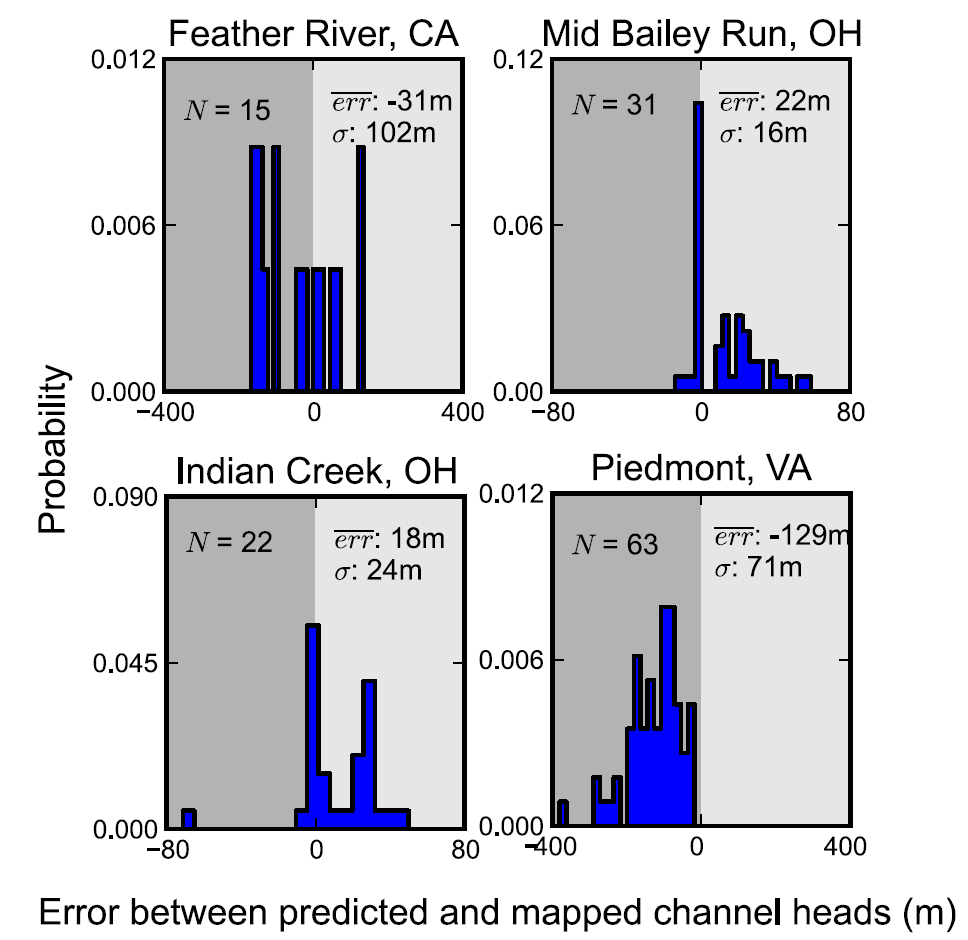 Feather River, CA
0.012
0.006
0.000
−400
0
400
N = 15
err: -31m
σ: 102m
Mid Bailey Run, OH
0.12
0.06
0.00
−80
0
80
N = 31
err: 22m
σ: 16m
Indian Creek, OH
0.090
0.045
0.000
−80
0
80
N = 22
err: 18m
σ: 24m
Piedmont, VA
0.012
0.006
0.000
−400
0
400
N = 63
err: -129m
σ: 71m
Probability
Error between predicted and mapped channel heads (m)